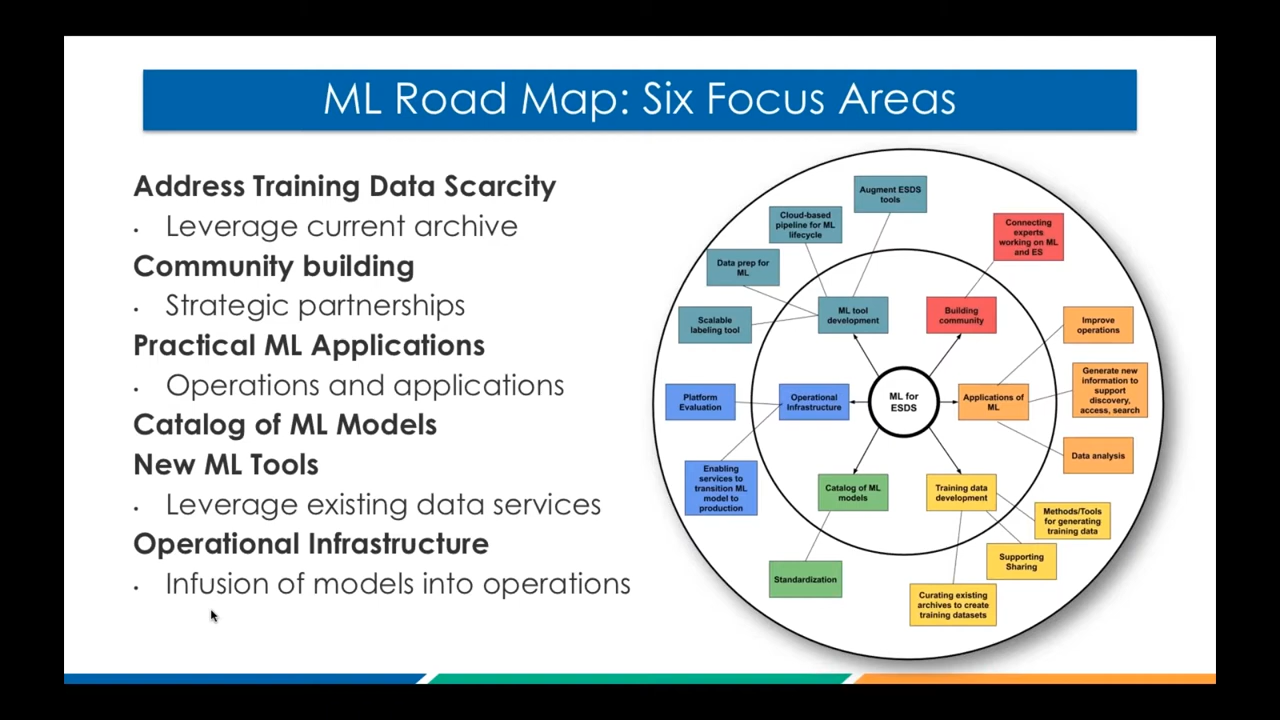 ML Road Map: Six Focus Areas
Address Training Data Scarcity
• Leverage current archive
Community building
• Strategic partnerships
Practical ML Applications
• Operations and applications
Catalog of ML Models
New ML Tools
• Leverage existing data services
Operational Infrastructure
• Infusion of models into operations
Augment ESDS
tools
Cloud-based
pipeline for ML
lifecycle
Data prep for
ML
Scalable
labeling tool
ML tool
development
Building
community
Connecting
experts
working on ML
and ES
Improve
operations
Generate new
information to
support
discovery,
access, search
Data analysis
Applications of
ML
ML for
ESDS
Operational
Infrastructure
Platform
Evaluation
Enabling
services to
transition ML
model to
production
Catalog of ML
models
Standardization
Training data
development
Methods/Tools
for generating
training data
Supporting
Sharing
Curating existing
archives to create
training datasets